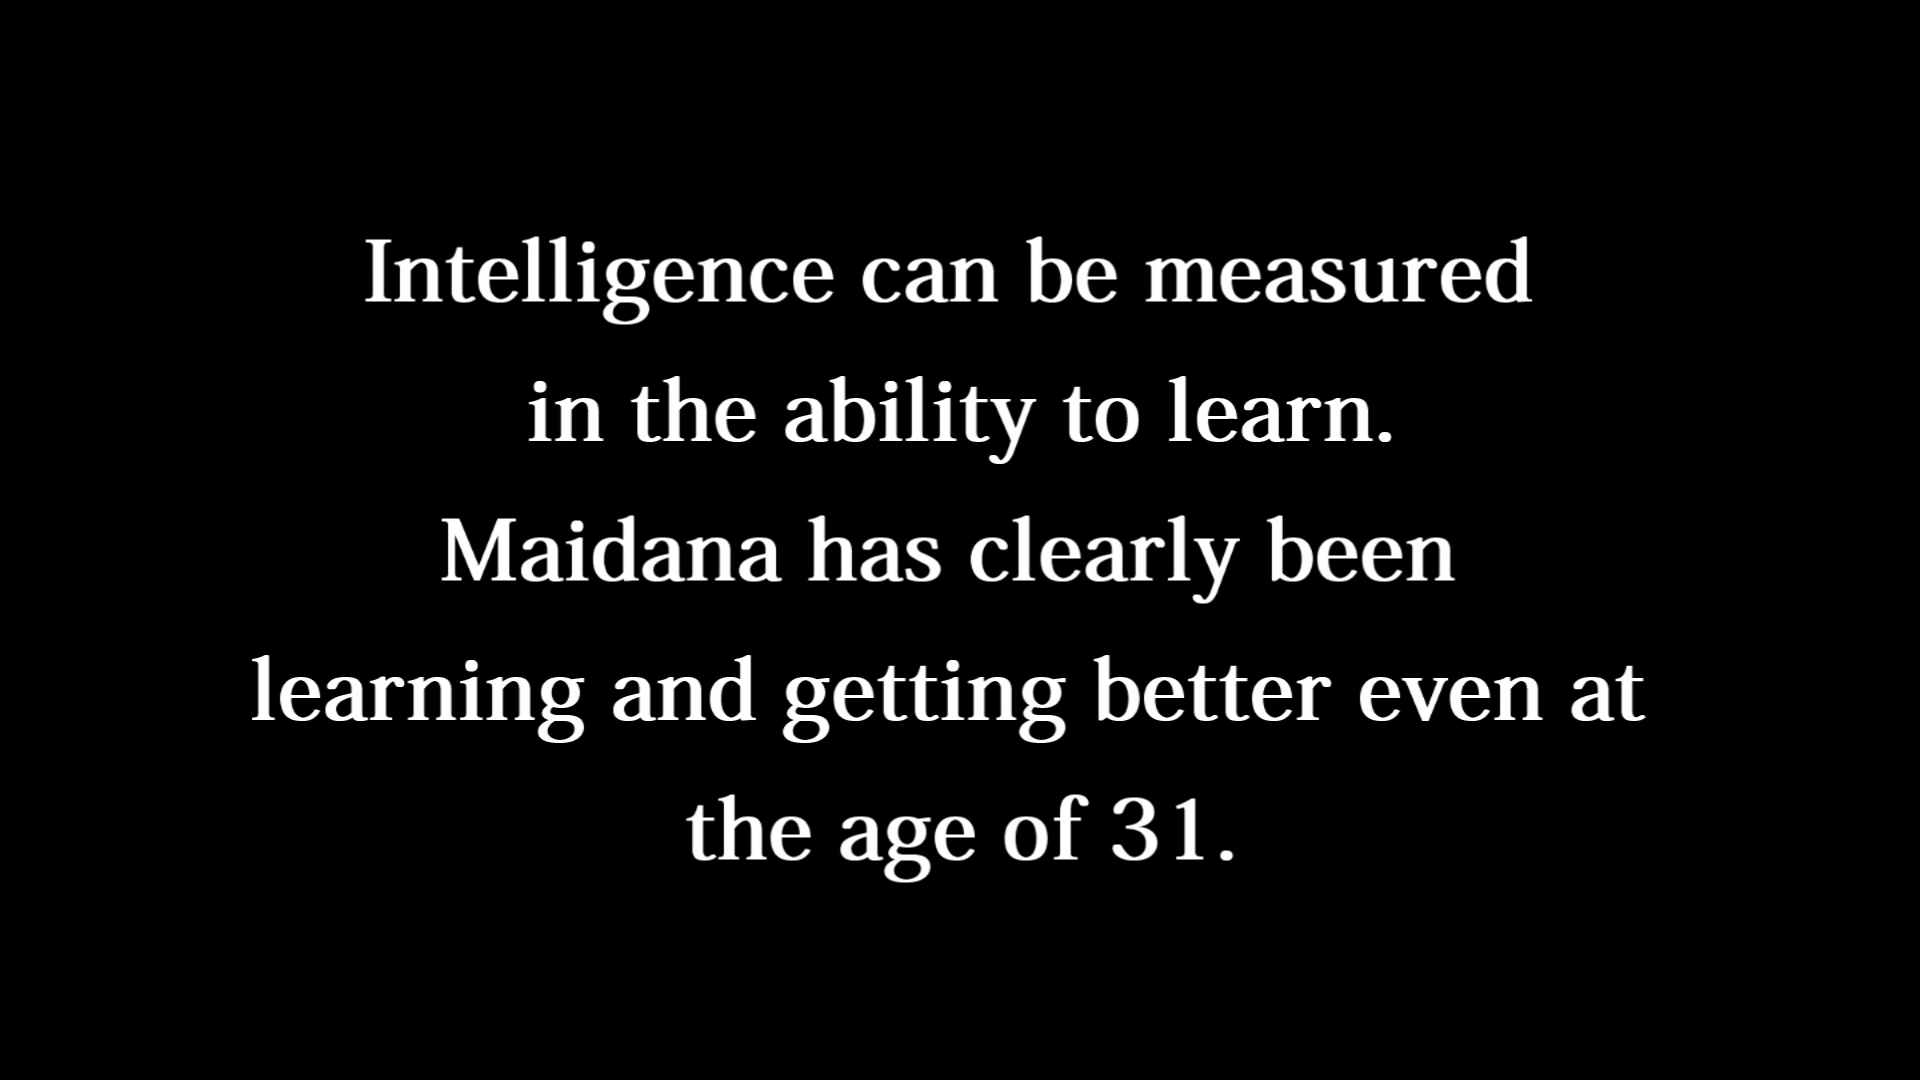 Intelligence can be measured
in the ability to learn.
Maidana has clearly been
learning and getting better even at
the age of 31.